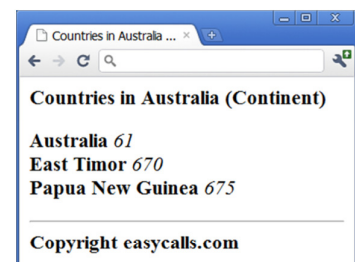 Countries in Australia ...
Countries in Australia (Continent)
Australia 61
East Timor 670
Papua New Guinea 675
Copyright easycalls.com